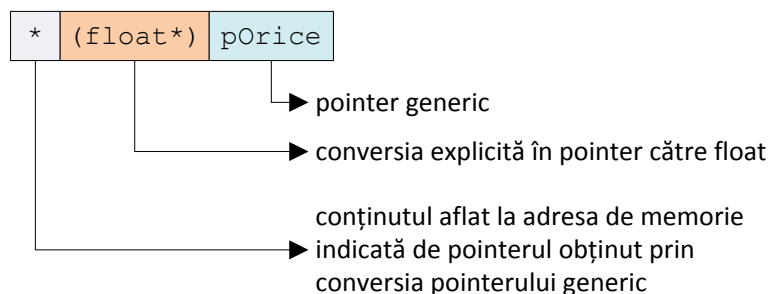 * (float*) pOrice
pointer generic
conversia explicită în pointer către float
conținutul aflat la adresa de memorie
indicată de pointerul obținut prin
conversia pointerului generic